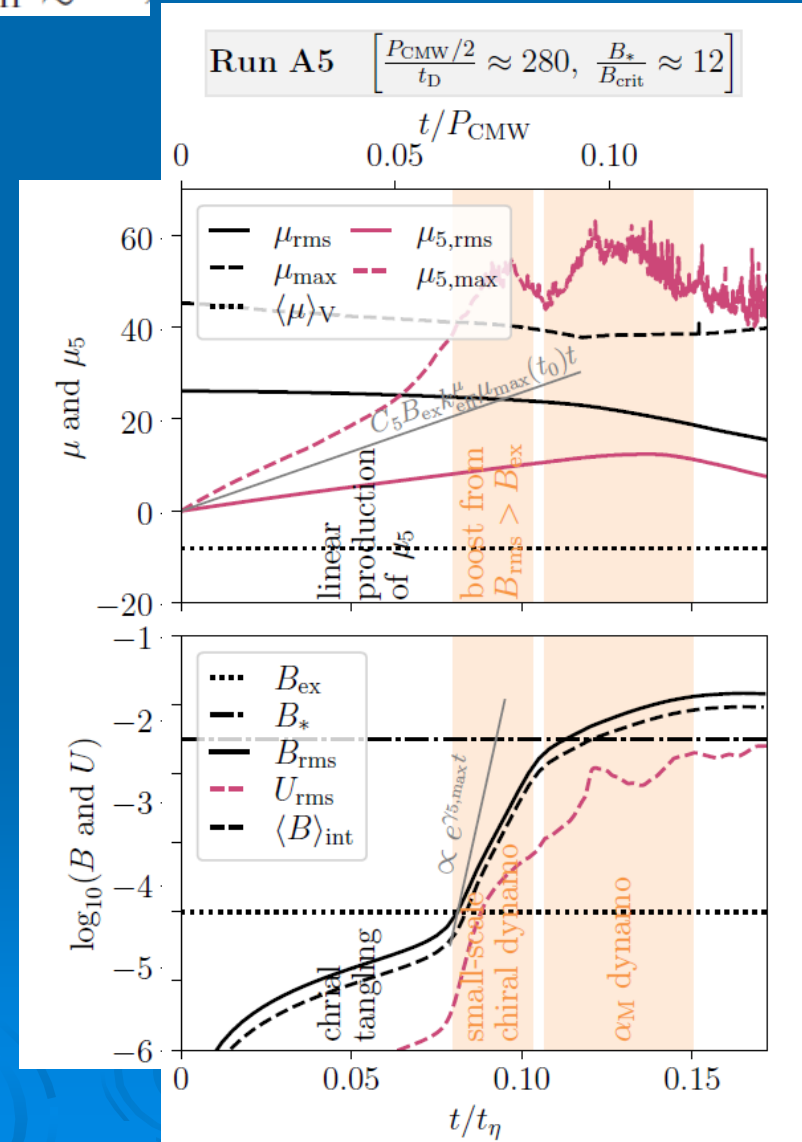 Run A5 [P_CMW/2 / t_D ≈ 280, B_* / B_crit ≈ 12]
t/P_CMW
0 0.05 0.10
60
40
20
0
−20
μ and μ_5
μ_rms μ_5,rms
μ_max μ_5,max
⟨μ⟩_V
C_5 B_ex k_eff^μ μ_max(t_0)t
linear
production
of μ_5
boost from
B_rms > B_ex
−1
−2
−3
−4
−5
−6
log_10(B and U)
B_ex
B_*
B_rms
U_rms
⟨B⟩_int
∝ e^{γ_5,max t}
chrial
tangling
small-scale
chiral dynamo
α_M dynamo
0 0.05 0.10 0.15
t/t_η